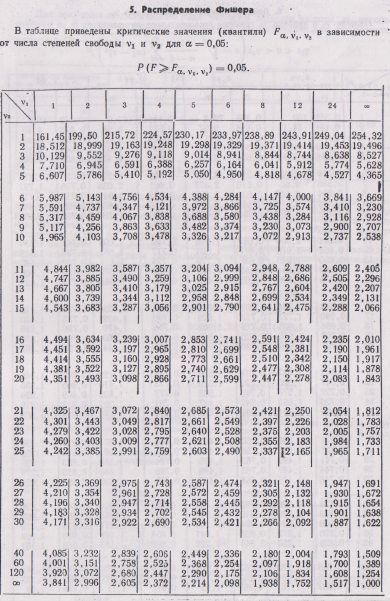 5. Распределение Фишера
В таблице приведены критические значения (квантили) F α, ν₁, ν₂ в зависимости
от числа степеней свободы ν₁ и ν₂ для α = 0,05:
P (F ⩾ F α, ν₁, ν₂) = 0,05.
ν₁ 1 2 3 4 5 6 8 12 24 ∞
ν₂
1 161,45 199,50 215,72 224,57 230,17 233,97 238,89 243,91 249,04 254,32
2 18,512 18,999 19,163 19,248 19,298 19,329 19,371 19,414 19,453 19,496
3 10,129 9,552 9,276 9,118 9,014 8,941 8,844 8,744 8,638 8,527
4 7,710 6,945 6,591 6,388 6,257 6,164 6,041 5,912 5,774 5,628
5 6,607 5,786 5,410 5,192 5,050 4,950 4,818 4,678 4,527 4,365
6 5,987 5,143 4,756 4,534 4,388 4,284 4,147 4,000 3,841 3,669
7 5,591 4,737 4,347 4,121 3,972 3,866 3,725 3,574 3,410 3,230
8 5,317 4,459 4,067 3,838 3,688 3,580 3,438 3,284 3,116 2,928
9 5,117 4,256 3,863 3,633 3,482 3,374 3,230 3,073 2,900 2,707
10 4,965 4,103 3,708 3,478 3,326 3,217 3,072 2,913 2,737 2,538
11 4,844 3,982 3,587 3,357 3,204 3,094 2,948 2,788 2,609 2,405
12 4,747 3,885 3,490 3,259 3,106 2,999 2,848 2,686 2,505 2,296
13 4,667 3,805 3,410 3,179 3,025 2,915 2,767 2,604 2,420 2,207
14 4,600 3,739 3,344 3,112 2,958 2,848 2,699 2,534 2,349 2,131
15 4,543 3,683 3,287 3,056 2,901 2,790 2,641 2,475 2,288 2,066
16 4,494 3,634 3,239 3,007 2,853 2,741 2,591 2,424 2,235 2,010
17 4,451 3,592 3,197 2,965 2,810 2,699 2,548 2,381 2,190 1,961
18 4,414 3,555 3,160 2,928 2,773 2,661 2,510 2,342 2,150 1,917
19 4,381 3,522 3,127 2,895 2,740 2,629 2,477 2,308 2,114 1,878
20 4,351 3,493 3,098 2,866 2,711 2,599 2,447 2,278 2,083 1,843
21 4,325 3,467 3,072 2,840 2,685 2,573 2,421 2,250 2,054 1,812
22 4,301 3,443 3,049 2,817 2,661 2,549 2,397 2,226 2,028 1,783
23 4,279 3,422 3,028 2,795 2,640 2,528 2,375 2,203 2,005 1,757
24 4,260 3,403 3,009 2,777 2,621 2,508 2,355 2,183 1,984 1,733
25 4,242 3,385 2,991 2,759 2,603 2,490 2,337 2,165 1,965 1,711
26 4,225 3,369 2,975 2,743 2,587 2,474 2,321 2,148 1,947 1,691
27 4,210 3,354 2,961 2,728 2,572 2,459 2,305 2,132 1,930 1,672
28 4,196 3,340 2,947 2,714 2,558 2,445 2,292 2,118 1,915 1,654
29 4,183 3,328 2,934 2,702 2,545 2,432 2,278 2,104 1,901 1,638
30 4,171 3,316 2,922 2,690 2,534 2,421 2,266 2,092 1,887 1,622
40 4,085 3,232 2,839 2,606 2,449 2,336 2,180 2,004 1,793 1,509
60 4,001 3,151 2,758 2,525 2,368 2,254 2,097 1,918 1,700 1,389
120 3,920 3,072 2,680 2,447 2,290 2,175 2,106 1,834 1,608 1,254
∞ 3,841 2,996 2,605 2,372 2,214 2,098 1,938 1,752 1,517 1,000